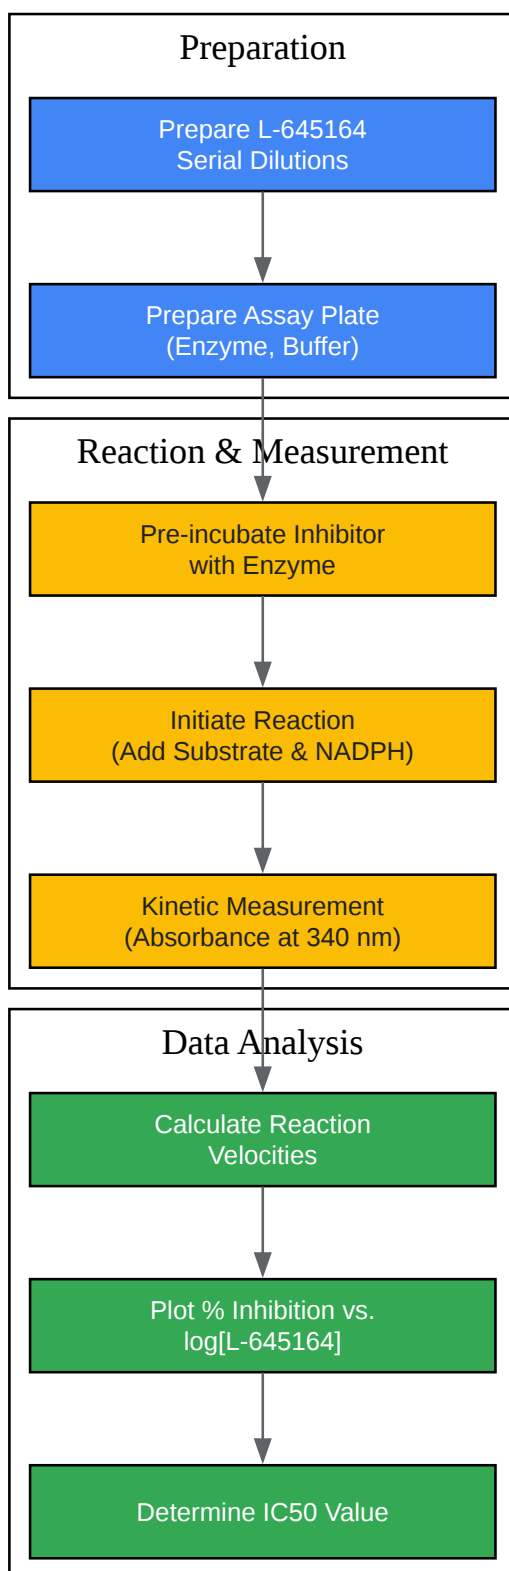 Preparation
Prepare L-645164
Serial Dilutions
Prepare Assay Plate
(Enzyme, Buffer)
Reaction & Measurement
Pre-incubate Inhibitor
with Enzyme
Initiate Reaction
(Add Substrate & NADPH)
Kinetic Measurement
(Absorbance at 340 nm)
Data Analysis
Calculate Reaction
Velocities
Plot % Inhibition vs.
log[L-645164]
Determine IC50 Value